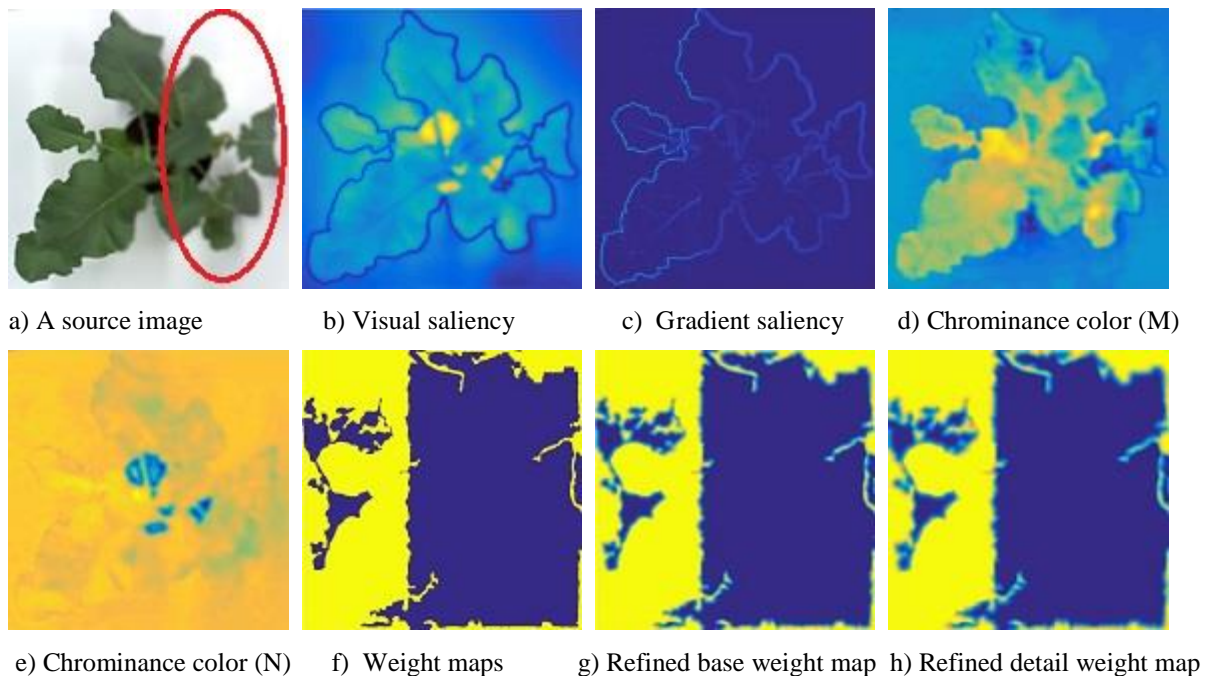 a) A source image
b) Visual saliency
c) Gradient saliency
d) Chrominance color (M)
e) Chrominance color (N)
f) Weight maps
g) Refined base weight map
h) Refined detail weight map